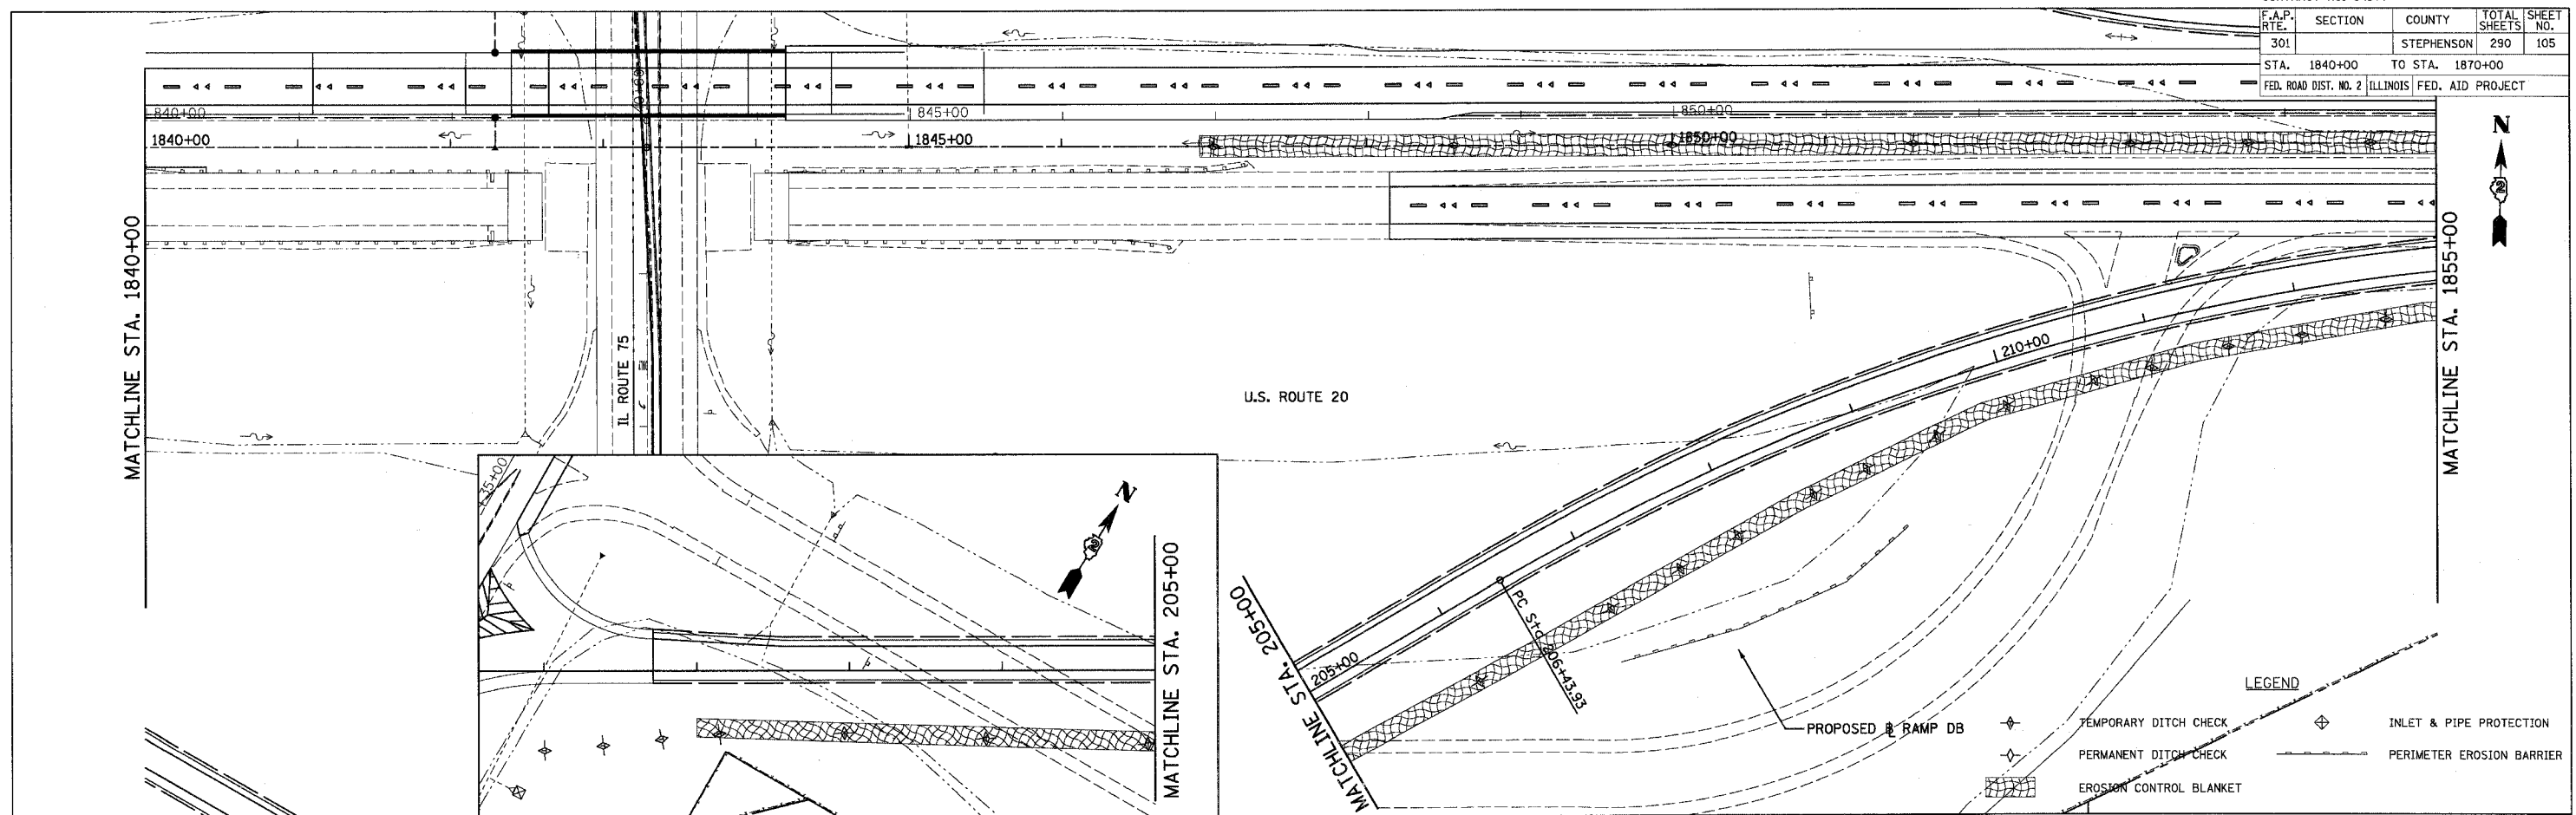 F.A.P. RTE. SECTION COUNTY TOTAL SHEETS SHEET NO.
301 STEPHENSON 290 105
STA. 1840+00 TO STA. 1870+00
FED. ROAD DIST. NO. 2 ILLINOIS FED. AID PROJECT
840+00
845+00
850+00
1840+00
1845+00
1850+00
N
2
MATCHLINE STA. 1840+00
MATCHLINE STA. 1855+00
IL ROUTE 75
U.S. ROUTE 20
210+00
35+00
N
2
MATCHLINE STA. 205+00
MATCHLINE STA. 205+00
205+00
PC Sta 206+43.93
PROPOSED ℄ RAMP DB
LEGEND
TEMPORARY DITCH CHECK
INLET & PIPE PROTECTION
PERMANENT DITCH CHECK
PERIMETER EROSION BARRIER
EROSION CONTROL BLANKET